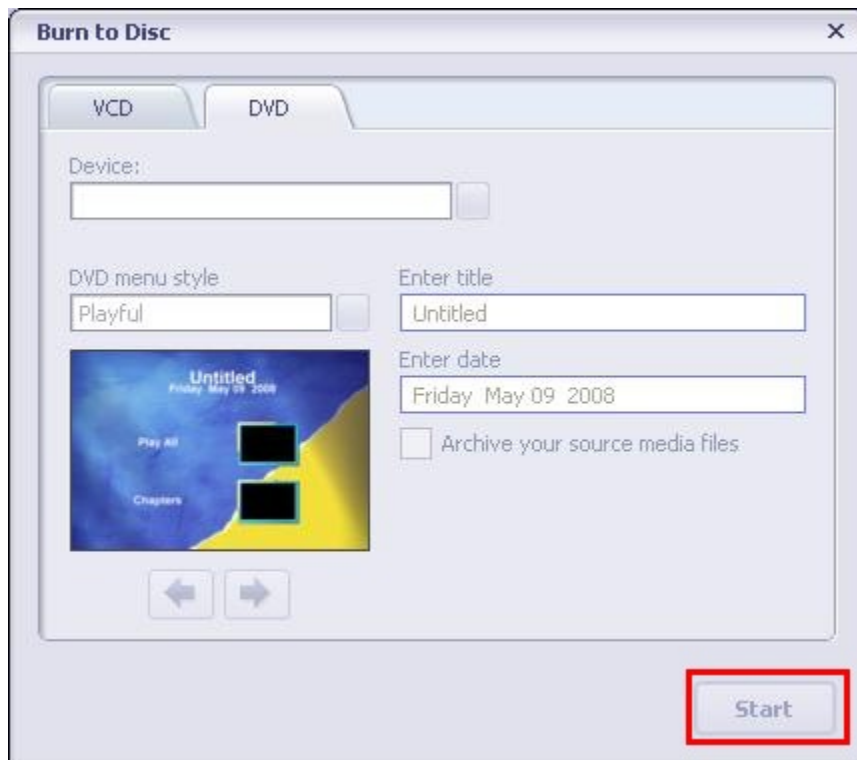 Burn to Disc
VCD DVD
Device:
DVD menu style
Playful
Enter title
Untitled
Enter date
Friday May 09 2008
Archive your source media files
Untitled
Friday May 09 2008
Play All
Chapters
Start